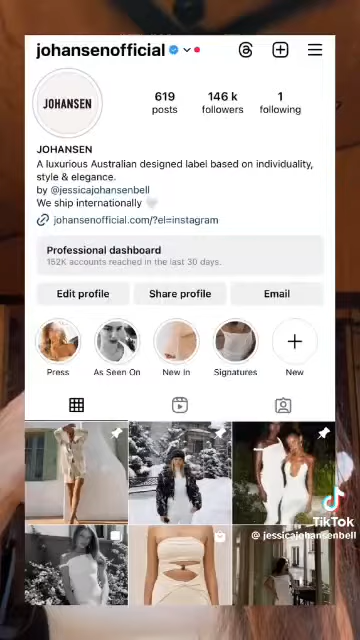 johansenofficial
JOHANSEN
619
posts
146 k
followers
1
following
JOHANSEN
A luxurious Australian designed label based on individuality,
style & elegance.
by @jessicajohansenbell
We ship internationally 🤍
johansenofficial.com/?el=instagram
Professional dashboard
152K accounts reached in the last 30 days.
Edit profile
Share profile
Email
Press
As Seen On
New In
Signatures
New
TikTok
@ jessicajohansenbell